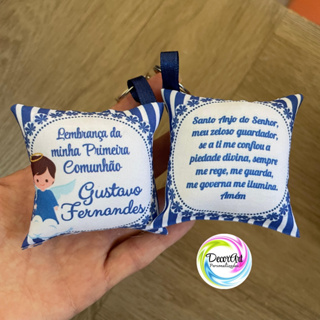 Lembrança da
minha Primeira
Comunhão
Gustavo
Fernandes
Santo Anjo do Senhor,
meu zeloso guardador,
se a ti me confiou a
piedade divina, sempre
me rege, me guarda,
me governa me ilumina.
Amém
DecorArt
Personalizados